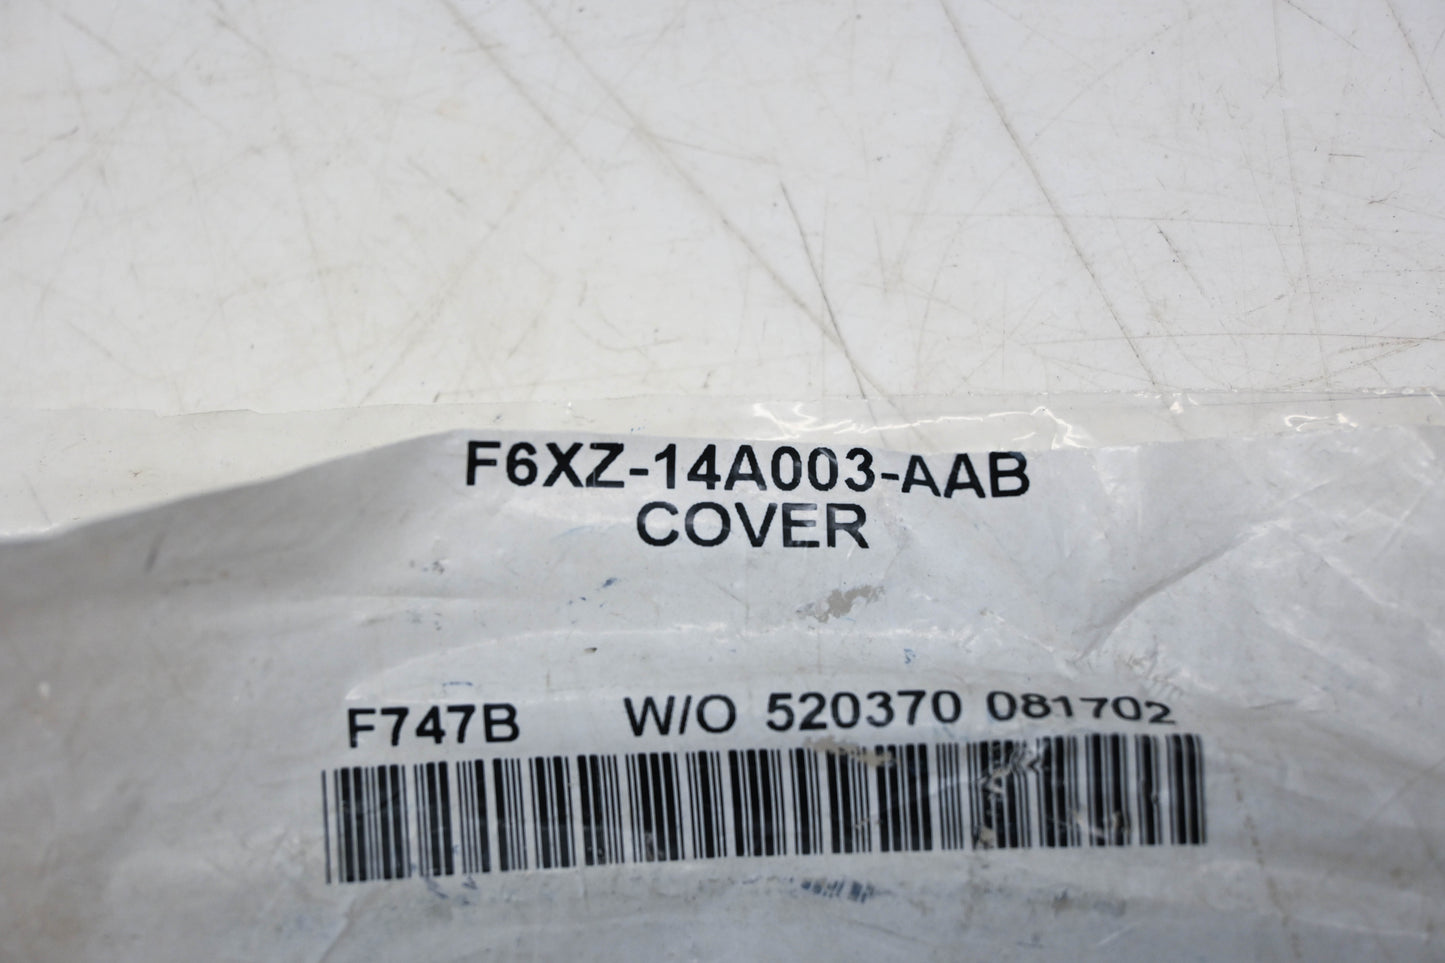 F6XZ-14A003-AAB
COVER
F747B W/O 520370 081702